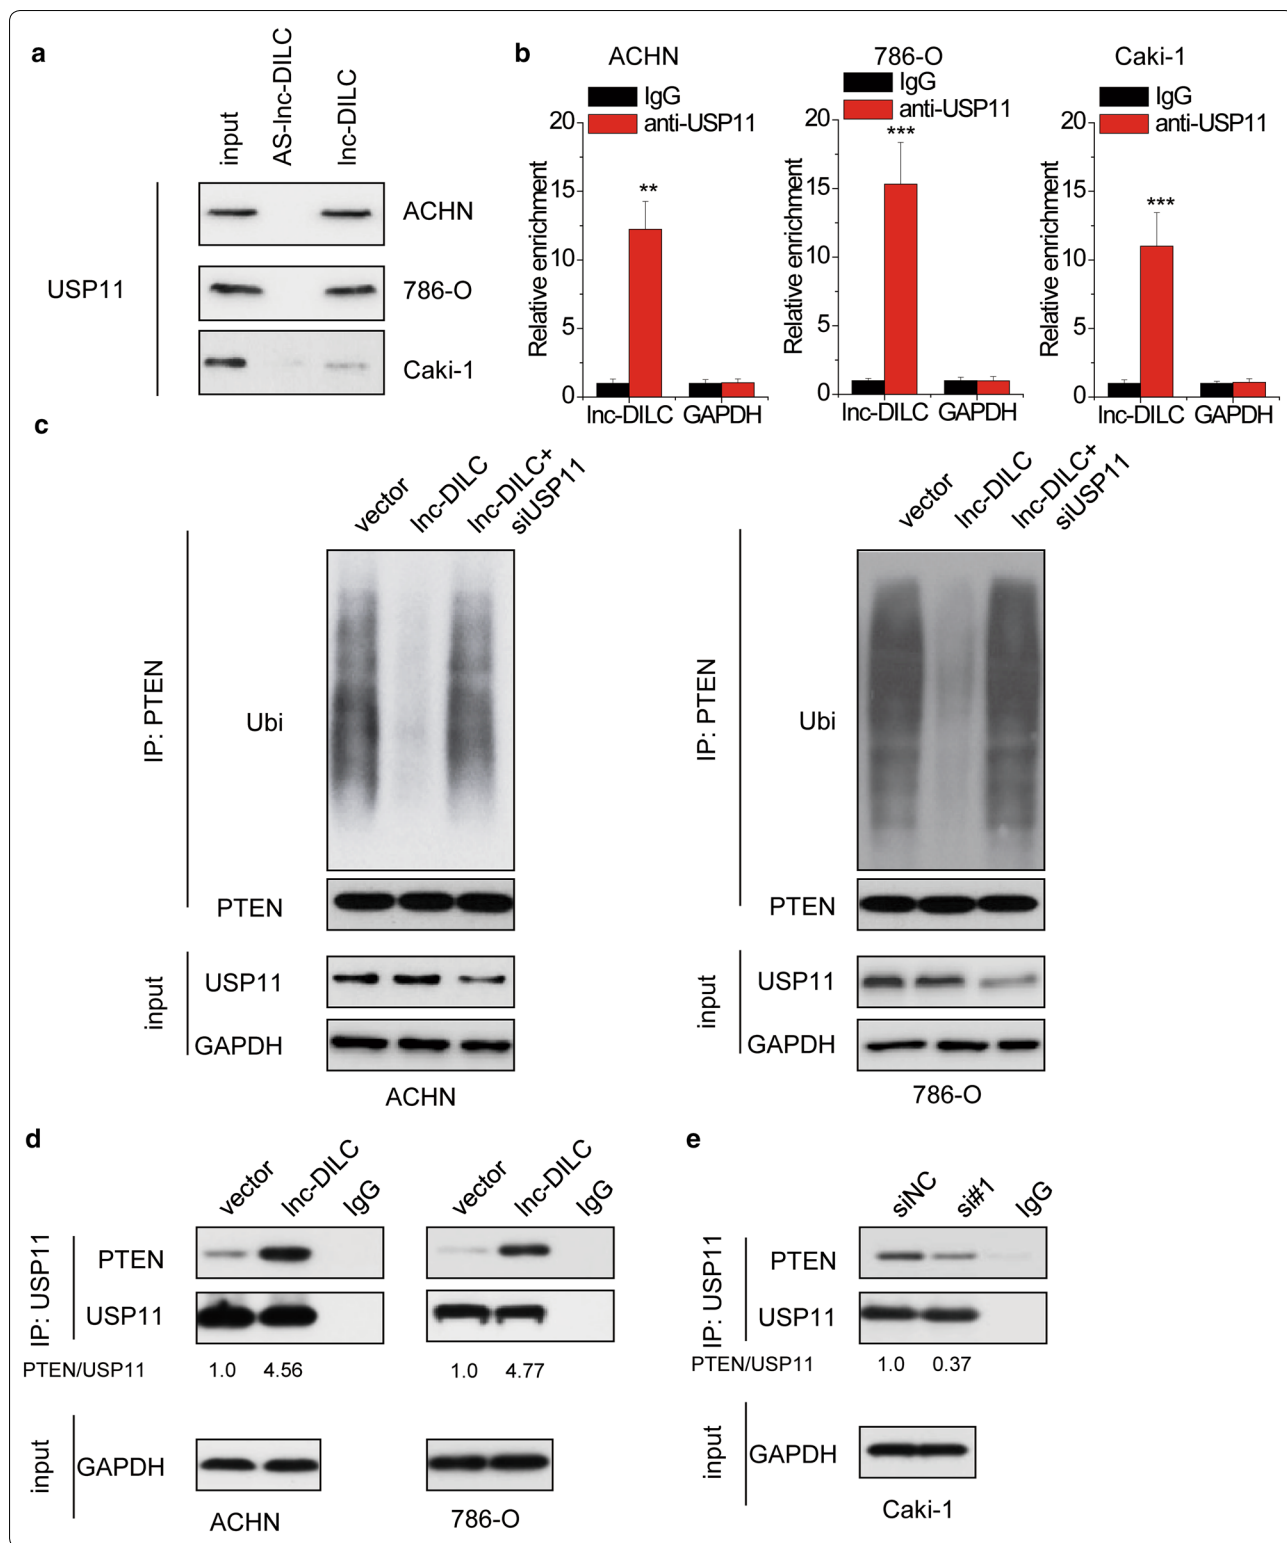 a
input
AS-lnc-DILC
lnc-DILC
USP11
ACHN
786-O
Caki-1
b
ACHN
IgG
anti-USP11
Relative enrichment
20
15
10
5
0
**
lnc-DILC GAPDH
786-O
IgG
anti-USP11
Relative enrichment
20
15
10
5
0
***
lnc-DILC GAPDH
Caki-1
IgG
anti-USP11
Relative enrichment
20
15
10
5
0
***
lnc-DILC GAPDH
c
vector
lnc-DILC
lnc-DILC+
siUSP11
IP: PTEN
Ubi
PTEN
input
USP11
GAPDH
ACHN
vector
lnc-DILC
lnc-DILC+
siUSP11
IP: PTEN
Ubi
PTEN
input
USP11
GAPDH
786-O
d
vector
lnc-DILC
IgG
vector
lnc-DILC
IgG
IP: USP11
PTEN
USP11
PTEN/USP11 1.0 4.56 1.0 4.77
input
GAPDH
ACHN
786-O
e
siNC
si#1
IgG
IP: USP11
PTEN
USP11
PTEN/USP11 1.0 0.37
input
GAPDH
Caki-1